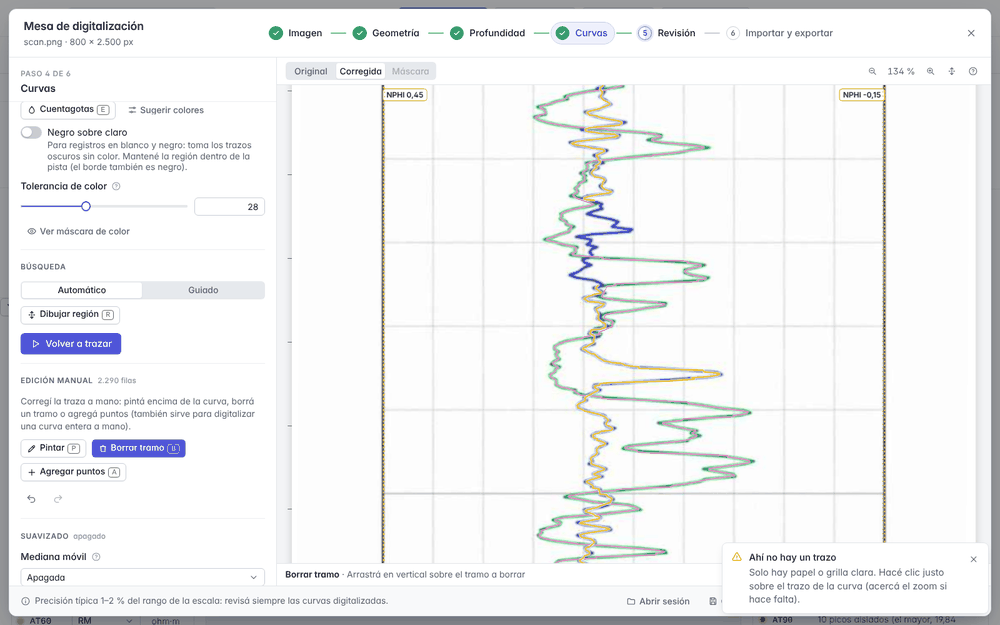 Mesa de digitalización
scan.png · 800 × 2.500 px
Imagen
Geometría
Profundidad
Curvas
5 Revisión
6 Importar y exportar
PASO 4 DE 6
Curvas
Cuentagotas E
Sugerir colores
Negro sobre claro
Para registros en blanco y negro: toma los trazos
oscuros sin color. Mantené la región dentro de la
pista (el borde también es negro).
Tolerancia de color
28
Ver máscara de color
BÚSQUEDA
Automático
Guiado
Dibujar región R
Volver a trazar
EDICIÓN MANUAL 2.290 filas
Corregí la traza a mano: pintá encima de la curva, borrá
un tramo o agregá puntos (también sirve para digitalizar
una curva entera a mano).
Pintar P
Borrar tramo
Agregar puntos A
SUAVIZADO apagado
Mediana móvil
Apagada
Original
Corregida
Máscara
134 %
NPHI 0,45
NPHI -0,15
Borrar tramo · Arrastrá en vertical sobre el tramo a borrar
Ahí no hay un trazo
Solo hay papel o grilla clara. Hacé clic justo
sobre el trazo de la curva (acercá el zoom si
hace falta).
Precisión típica 1–2 % del rango de la escala: revisá siempre las curvas digitalizadas.
Abrir sesión
AT60
RM
ohm·m
AT90
10 picos aislados (el mayor, 19,84